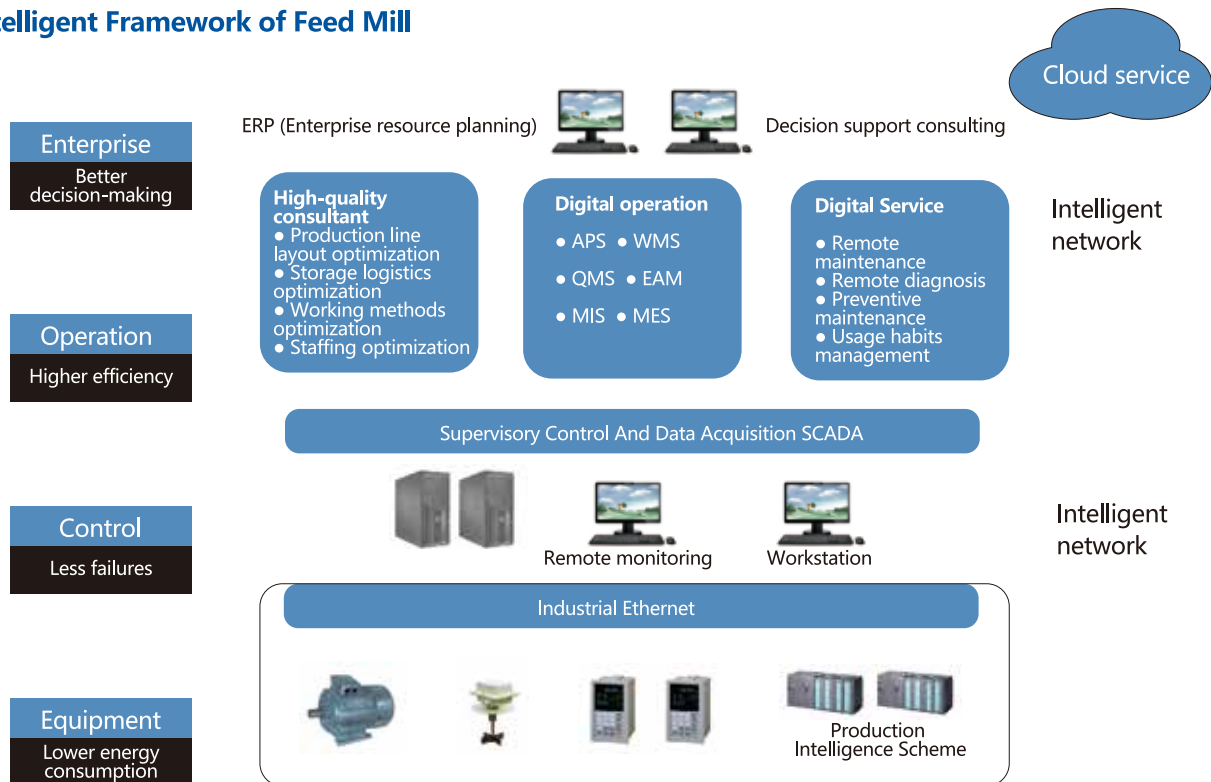 telligent Framework of Feed Mill
Cloud service
ERP (Enterprise resource planning)
Decision support consulting
Enterprise
Better
decision-making
High-quality
consultant
● Production line
layout optimization
● Storage logistics
optimization
● Working methods
optimization
● Staffing optimization
Digital operation
● APS ● WMS
● QMS ● EAM
● MIS ● MES
Digital Service
● Remote
maintenance
● Remote diagnosis
● Preventive
maintenance
● Usage habits
management
Intelligent
network
Operation
Higher efficiency
Supervisory Control And Data Acquisition SCADA
Control
Less failures
Remote monitoring
Workstation
Intelligent
network
Industrial Ethernet
Equipment
Lower energy
consumption
Production
Intelligence Scheme